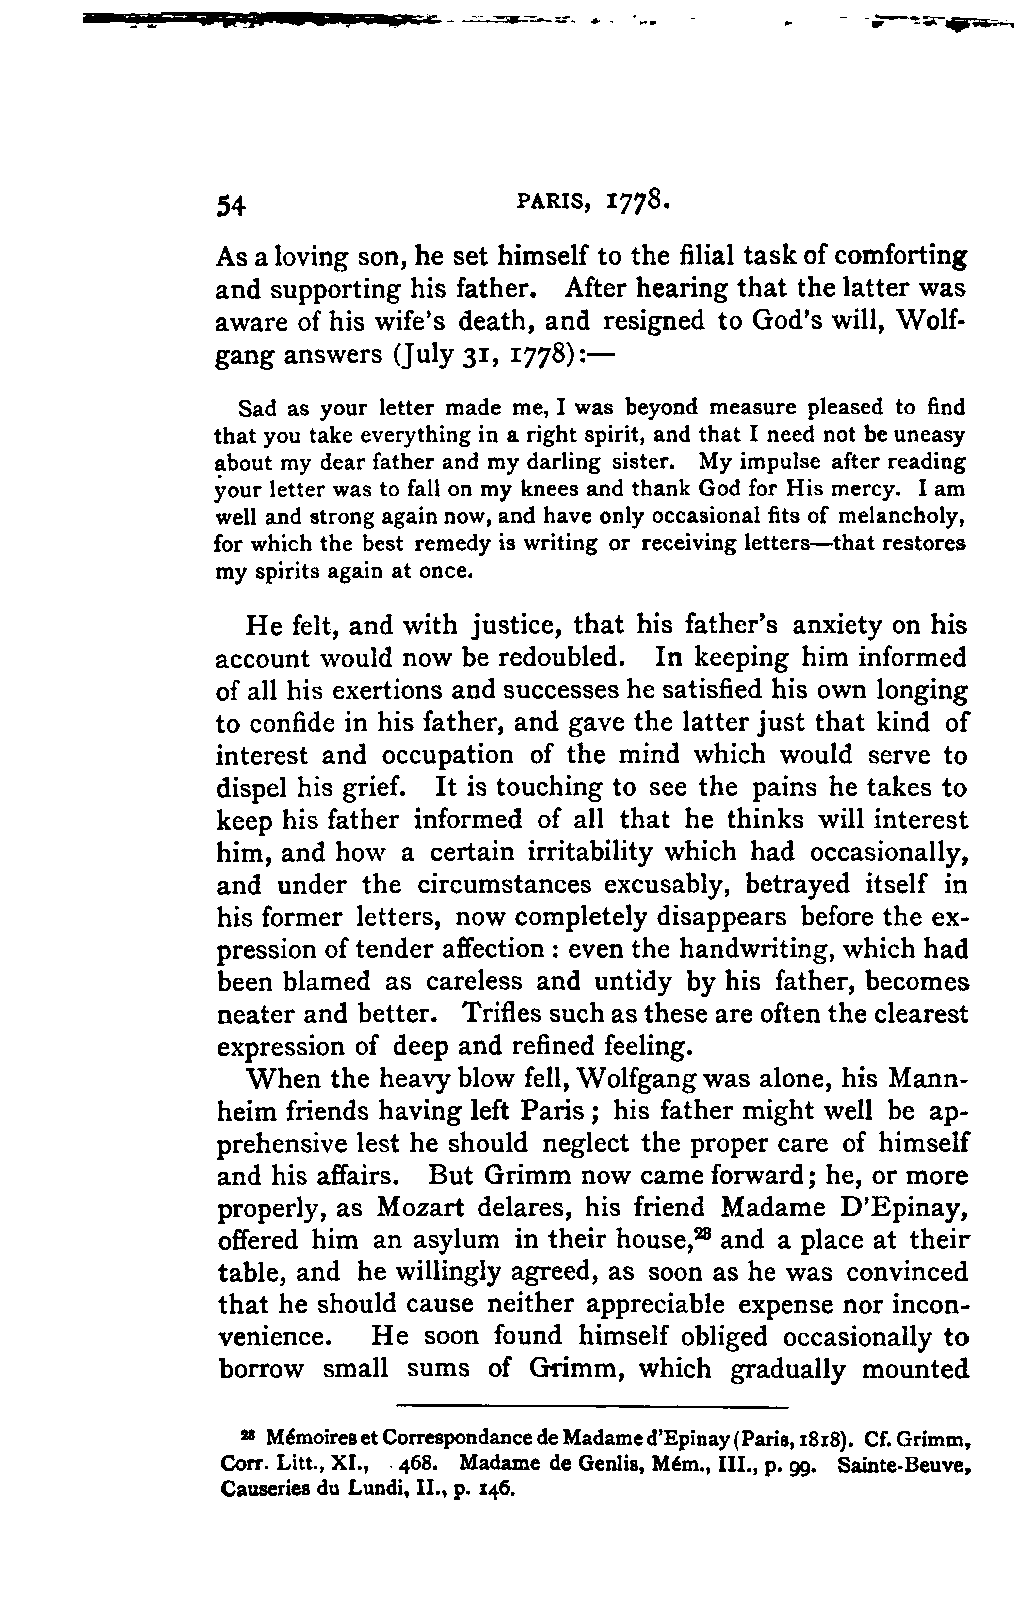 54 PARIS, 1778.
As a loving son, he set himself to the filial task of comforting
and supporting his father. After hearing that the latter was
aware of his wife's death, and resigned to God's will, Wolf-
gang answers (July 31, 1778):—
Sad as your letter made me, I was beyond measure pleased to find
that you take everything in a right spirit, and that I need not be uneasy
about my dear father and my darling sister. My impulse after reading
your letter was to fall on my knees and thank God for His mercy. I am
well and strong again now, and have only occasional fits of melancholy,
for which the best remedy is writing or receiving letters—that restores
my spirits again at once.
He felt, and with justice, that his father's anxiety on his
account would now be redoubled. In keeping him informed
of all his exertions and successes he satisfied his own longing
to confide in his father, and gave the latter just that kind of
interest and occupation of the mind which would serve to
dispel his grief. It is touching to see the pains he takes to
keep his father informed of all that he thinks will interest
him, and how a certain irritability which had occasionally,
and under the circumstances excusably, betrayed itself in
his former letters, now completely disappears before the ex-
pression of tender affection : even the handwriting, which had
been blamed as careless and untidy by his father, becomes
neater and better. Trifles such as these are often the clearest
expression of deep and refined feeling.
When the heavy blow fell, Wolfgang was alone, his Mann-
heim friends having left Paris ; his father might well be ap-
prehensive lest he should neglect the proper care of himself
and his affairs. But Grimm now came forward ; he, or more
properly, as Mozart delares, his friend Madame D'Epinay,
offered him an asylum in their house,²⁸ and a place at their
table, and he willingly agreed, as soon as he was convinced
that he should cause neither appreciable expense nor incon-
venience. He soon found himself obliged occasionally to
borrow small sums of Grimm, which gradually mounted
²⁸ Mémoires et Correspondance de Madame d'Epinay (Paris, 1818). Cf. Grimm,
Corr. Litt., XI., 468. Madame de Genlis, Mém., III., p. 99. Sainte-Beuve,
Causeries du Lundi, II., p. 146.